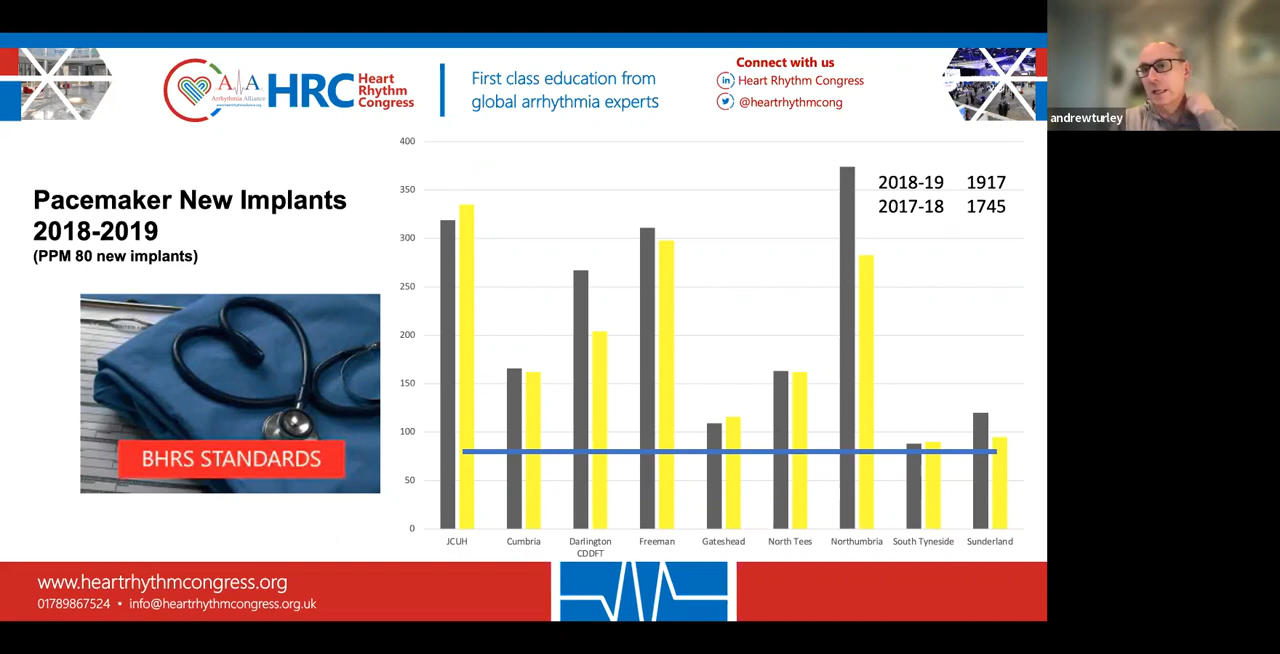 Arrhythmia Alliance
HRC
Heart
Rhythm
Congress
First class education from
global arrhythmia experts
Connect with us
Heart Rhythm Congress
@heartrhythmcong
andrewturley
Pacemaker New Implants
2018-2019
(PPM 80 new implants)
BHRS STANDARDS
400
350
300
250
200
150
100
50
0
2018-19 1917
2017-18 1745
JCUH
Cumbria
Darlington
CDDFT
Freeman
Gateshead
North Tees
Northumbria
South Tyneside
Sunderland
www.heartrhythmcongress.org
01789867524 • info@heartrhythmcongress.org.uk